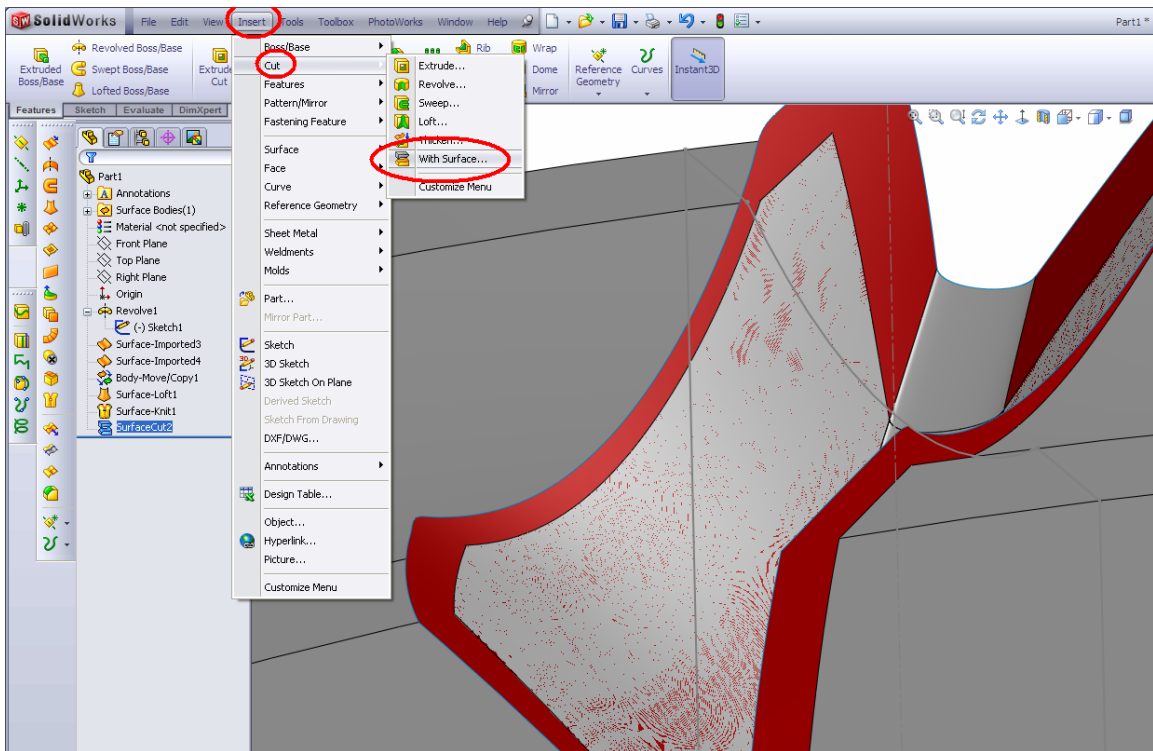 SolidWorks File Edit View Insert Tools Toolbox PhotoWorks Window Help Part1 *
Extruded Boss/Base
Revolved Boss/Base
Swept Boss/Base
Lofted Boss/Base
Extrude Cut
Rib
Wrap
Dome
Mirror
Reference Geometry
Curves
Instant3D
Features Sketch Evaluate DimXpert
Part1
Annotations
Surface Bodies(1)
Material <not specified>
Front Plane
Top Plane
Right Plane
Origin
Revolve1
(-) Sketch1
Surface-Imported3
Surface-Imported4
Body-Move/Copy1
Surface-Loft1
Surface-Knit1
SurfaceCut2
Boss/Base
Cut
Features
Pattern/Mirror
Fastening Feature
Surface
Face
Curve
Reference Geometry
Sheet Metal
Weldments
Molds
Part...
Mirror Part...
Sketch
3D Sketch
3D Sketch On Plane
Derived Sketch
Sketch From Drawing
DXF/DWG...
Annotations
Design Table...
Object...
Hyperlink...
Picture...
Customize Menu
Extrude...
Revolve...
Sweep...
Loft...
Thicken...
With Surface...
Customize Menu